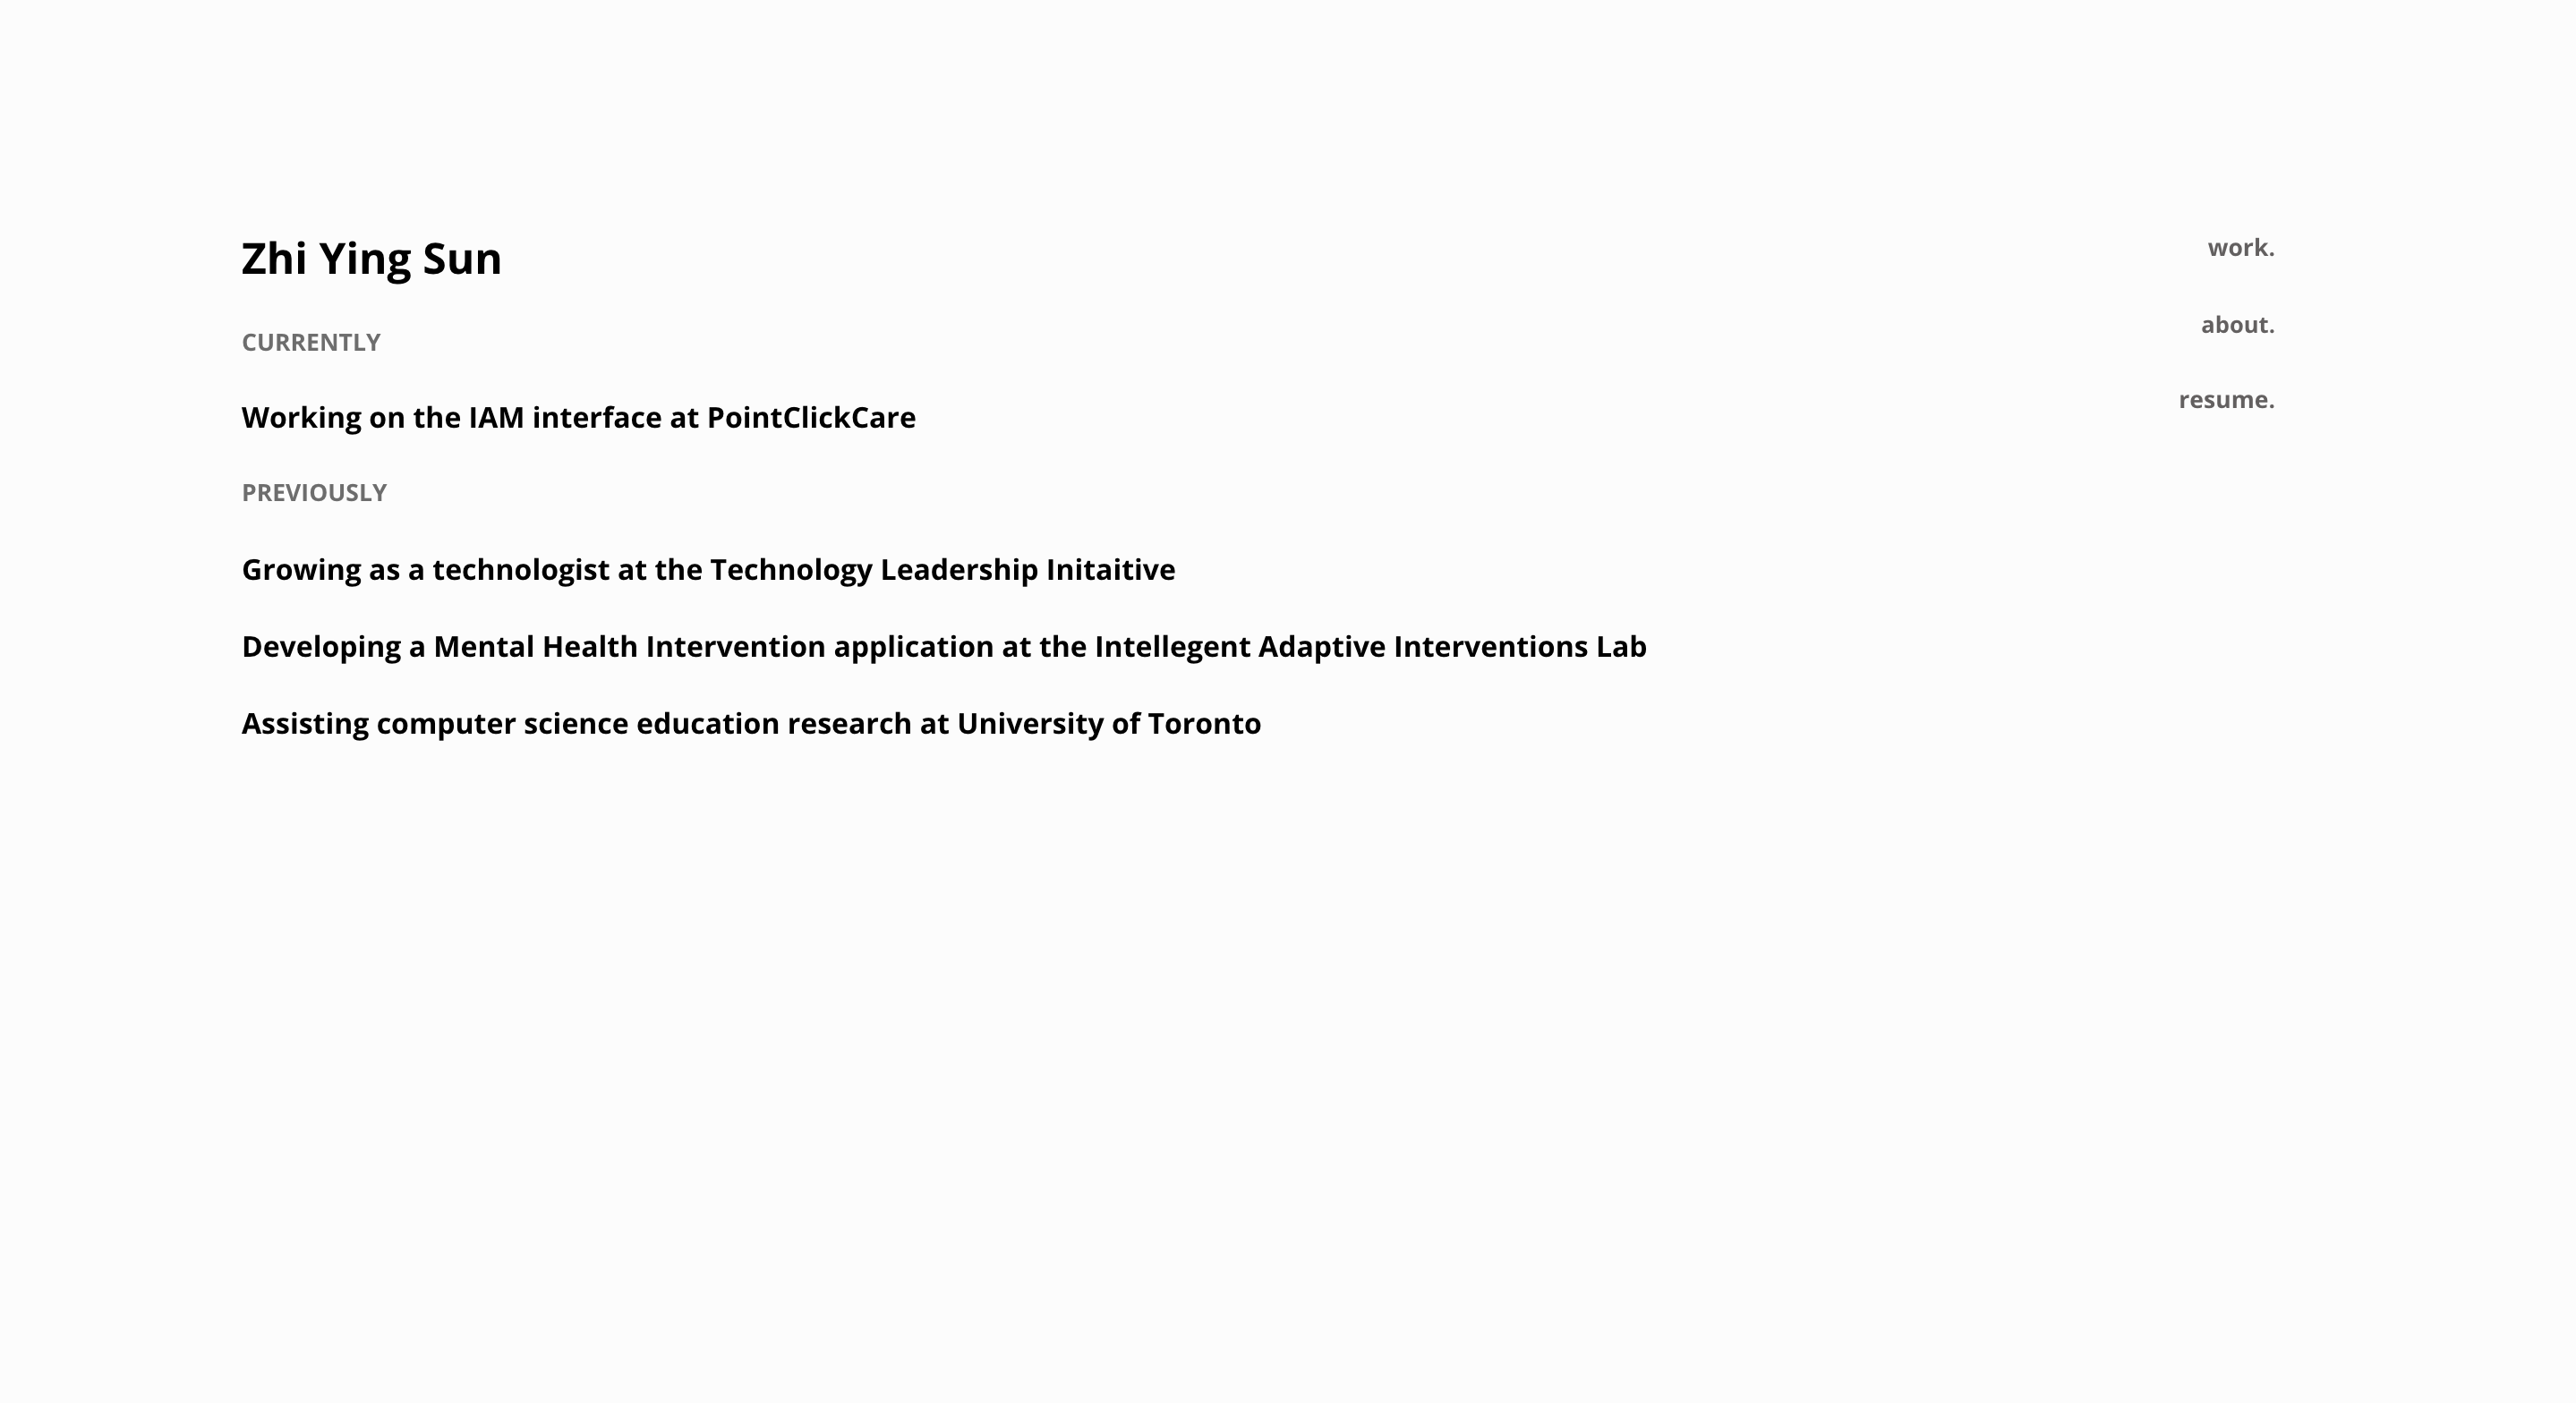 Zhi Ying Sun
work.
about.
resume.
CURRENTLY
Working on the IAM interface at PointClickCare
PREVIOUSLY
Growing as a technologist at the Technology Leadership Initaitive
Developing a Mental Health Intervention application at the Intellegent Adaptive Interventions Lab
Assisting computer science education research at University of Toronto